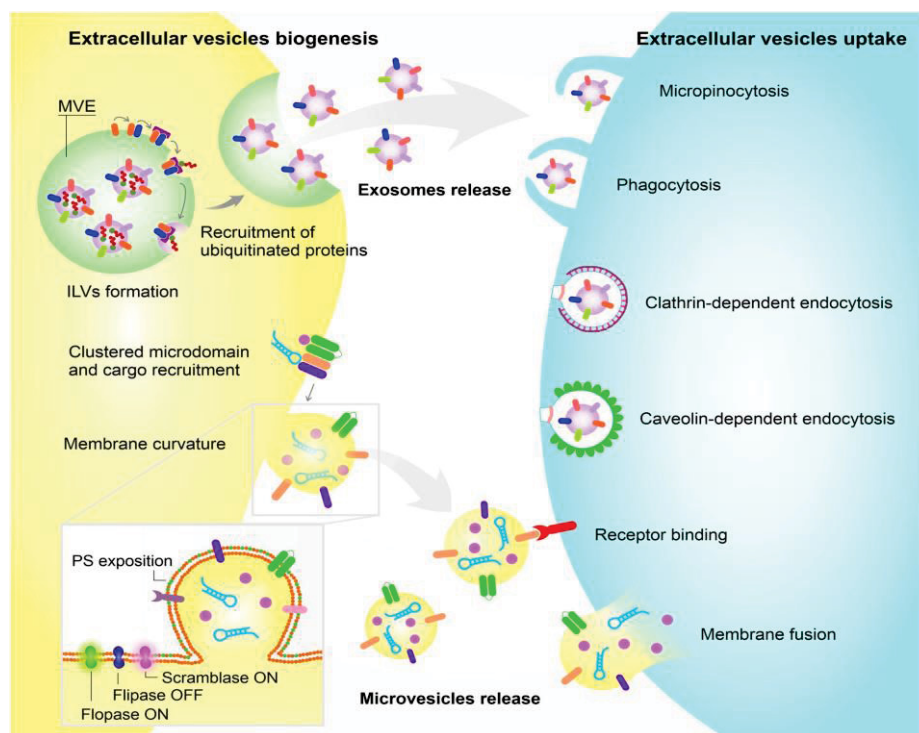 Extracellular vesicles biogenesis
Extracellular vesicles uptake
MVE
Micropinocytosis
Phagocytosis
Exosomes release
Recruitment of
ubiquitinated proteins
ILVs formation
Clathrin-dependent endocytosis
Clustered microdomain
and cargo recruitment
Caveolin-dependent endocytosis
Membrane curvature
Receptor binding
PS exposition
Membrane fusion
Scramblase ON
Flipase OFF
Flopase ON
Microvesicles release